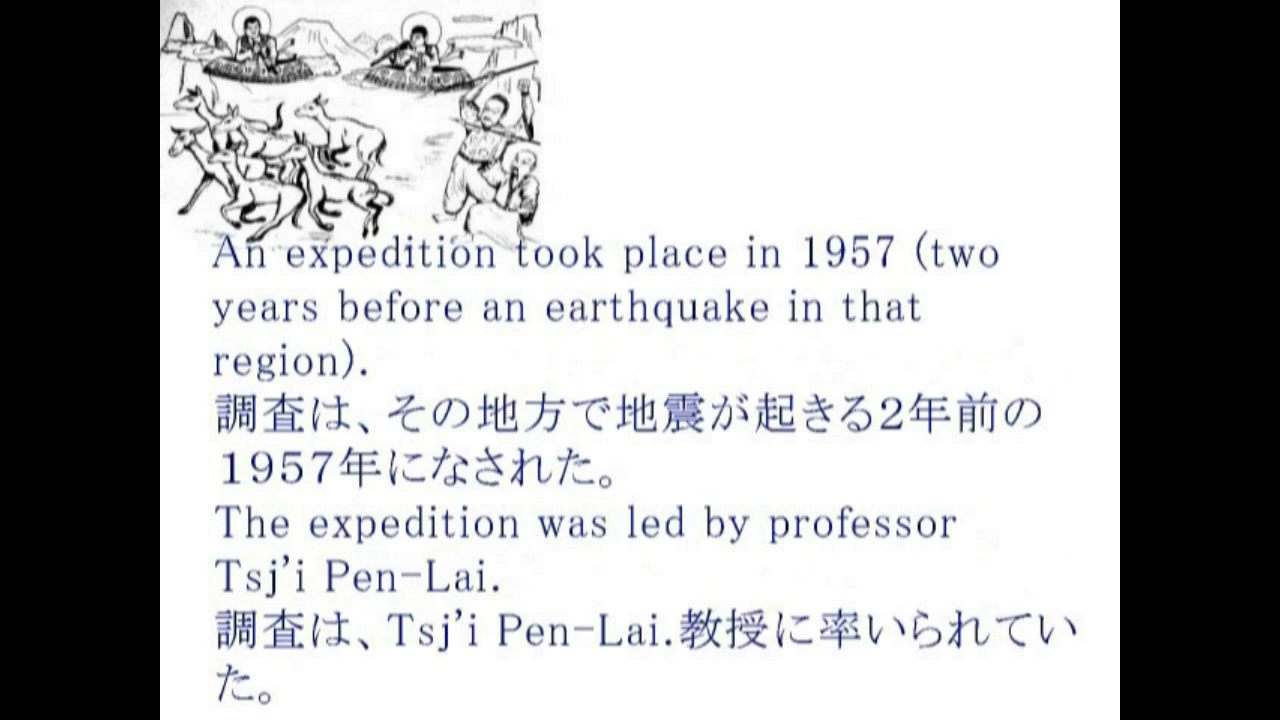 An expedition took place in 1957 (two
years before an earthquake in that
region).
調査は、その地方で地震が起きる２年前の
１９５７年になされた。
The expedition was led by professor
Tsj'i Pen-Lai.
調査は、Tsj'i Pen-Lai.教授に率いられてい
た。